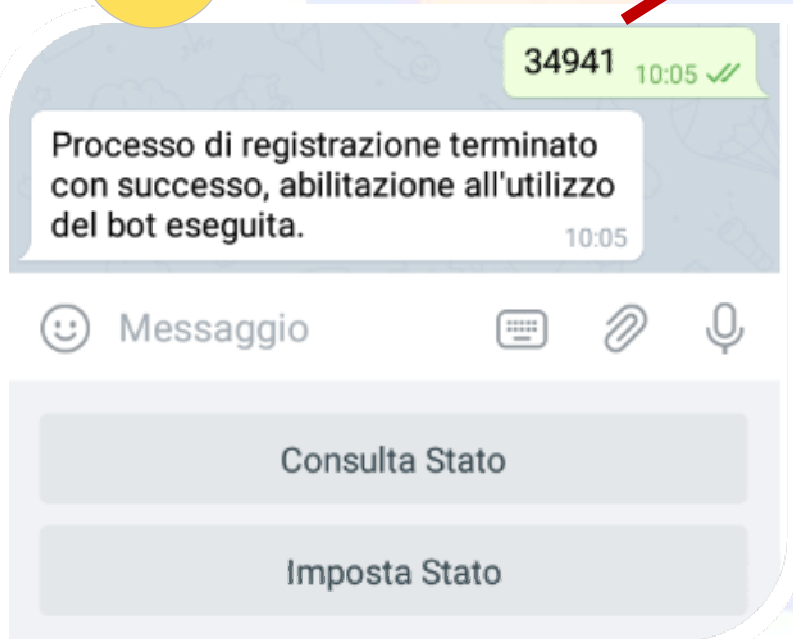 34941 10:05
Processo di registrazione terminato
con successo, abilitazione all'utilizzo
del bot eseguita.
10:05
Messaggio
Consulta Stato
Imposta Stato